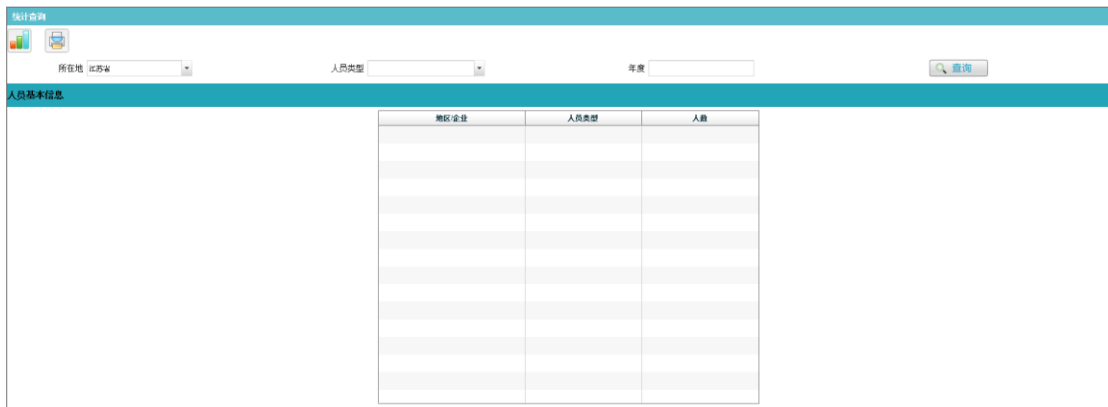 统计查询
所在地 江苏省 人员类型 年度 查询
人员基本信息
地区/企业 人员类型 人数